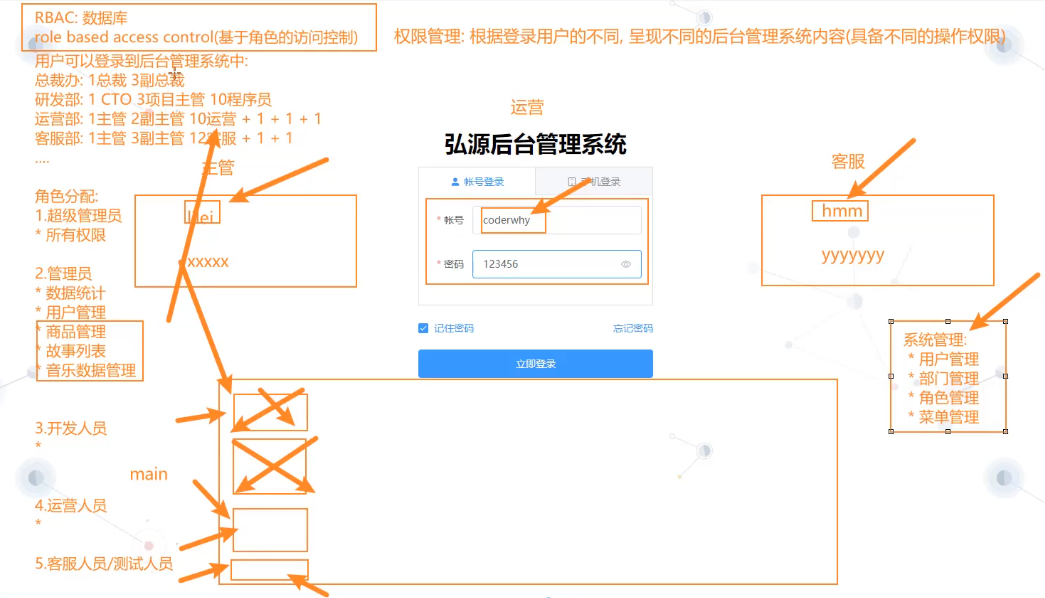 RBAC: 数据库
role based access control(基于角色的访问控制)
权限管理: 根据登录用户的不同, 呈现不同的后台管理系统内容(具备不同的操作权限)
用户可以登录到后台管理系统中:
总裁办: 1总裁 3副总裁
研发部: 1 CTO 3项目主管 10程序员
运营部: 1主管 2副主管 10运营 + 1 + 1 + 1
客服部: 1主管 3副主管 12客服 + 1 + 1
....
主管
角色分配:
1.超级管理员
* 所有权限
2.管理员
* 数据统计
* 用户管理
* 商品管理
* 故事列表
* 音乐数据管理
3.开发人员
*
4.运营人员
*
5.客服人员/测试人员
xxxxx
main
运营
弘源后台管理系统
帐号登录
手机登录
* 帐号
coderwhy
* 密码
123456
记住密码
忘记密码
立即登录
客服
hmm
yyyyyyy
系统管理:
* 用户管理
* 部门管理
* 角色管理
* 菜单管理